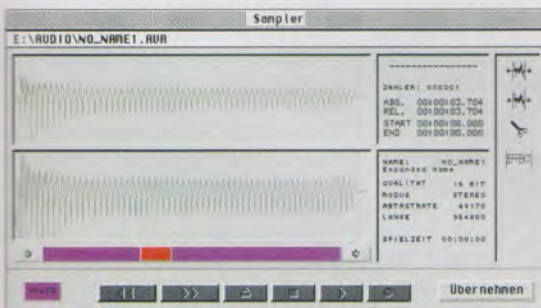 Sampler
E:\AUDIO\NO_NAME1.AVR
ZAHLER: 000001
ABS. 00:00:03.704
REL. 00:00:03.704
START 00:00:00.000
END 00:00:00.000
NAME: NO_NAME1
Expanded Name
QUALITAT 16 BIT
MODUS STEREO
ABTASTRATE 49170
LANGE
SPIELZEIT 00:00:00
EFFEKT
Übernehmen